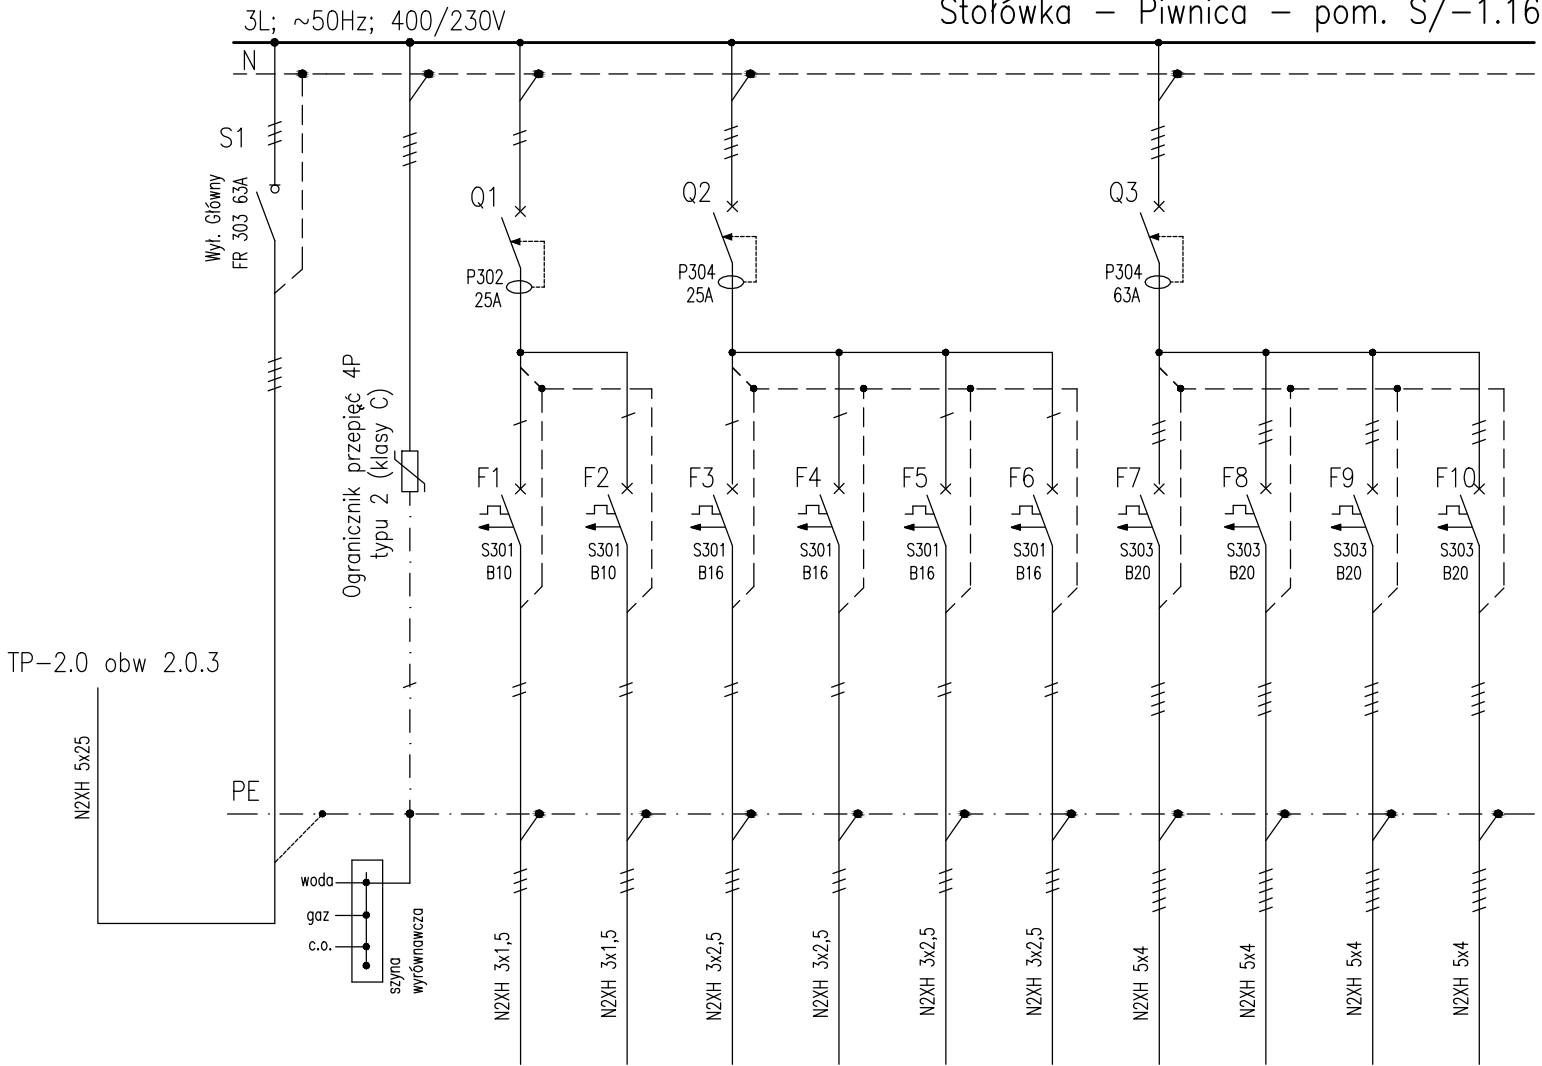 3L; ~50Hz; 400/230V
Stołówka – Piwnica – pom. S/–1.16
N
S1
Wył. Główny
FR 303 63A
Q1
P302
25A
Q2
P304
25A
Q3
P304
63A
Ogranicznik przepięć 4P
typu 2 (klasy C)
F1
S301
B10
F2
S301
B10
F3
S301
B16
F4
S301
B16
F5
S301
B16
F6
S301
B16
F7
S303
B20
F8
S303
B20
F9
S303
B20
F10
S303
B20
TP–2.0 obw 2.0.3
N2XH 5x25
PE
woda
gaz
c.o.
szyna
wyrównawcza
N2XH 3x1,5
N2XH 3x1,5
N2XH 3x2,5
N2XH 3x2,5
N2XH 3x2,5
N2XH 3x2,5
N2XH 5x4
N2XH 5x4
N2XH 5x4
N2XH 5x4